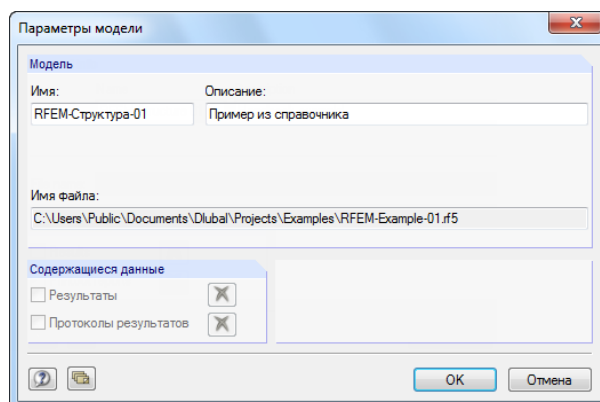 Параметры модели
Модель
Имя: Описание:
RFEM-Структура-01 Пример из справочника
Имя файла:
C:\Users\Public\Documents\Dlubal\Projects\Examples\RFEM-Example-01.rf5
Содержащиеся данные
Результаты
Протоколы результатов
OK Отмена